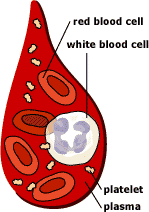 red blood cell
white blood cell
platelet
plasma